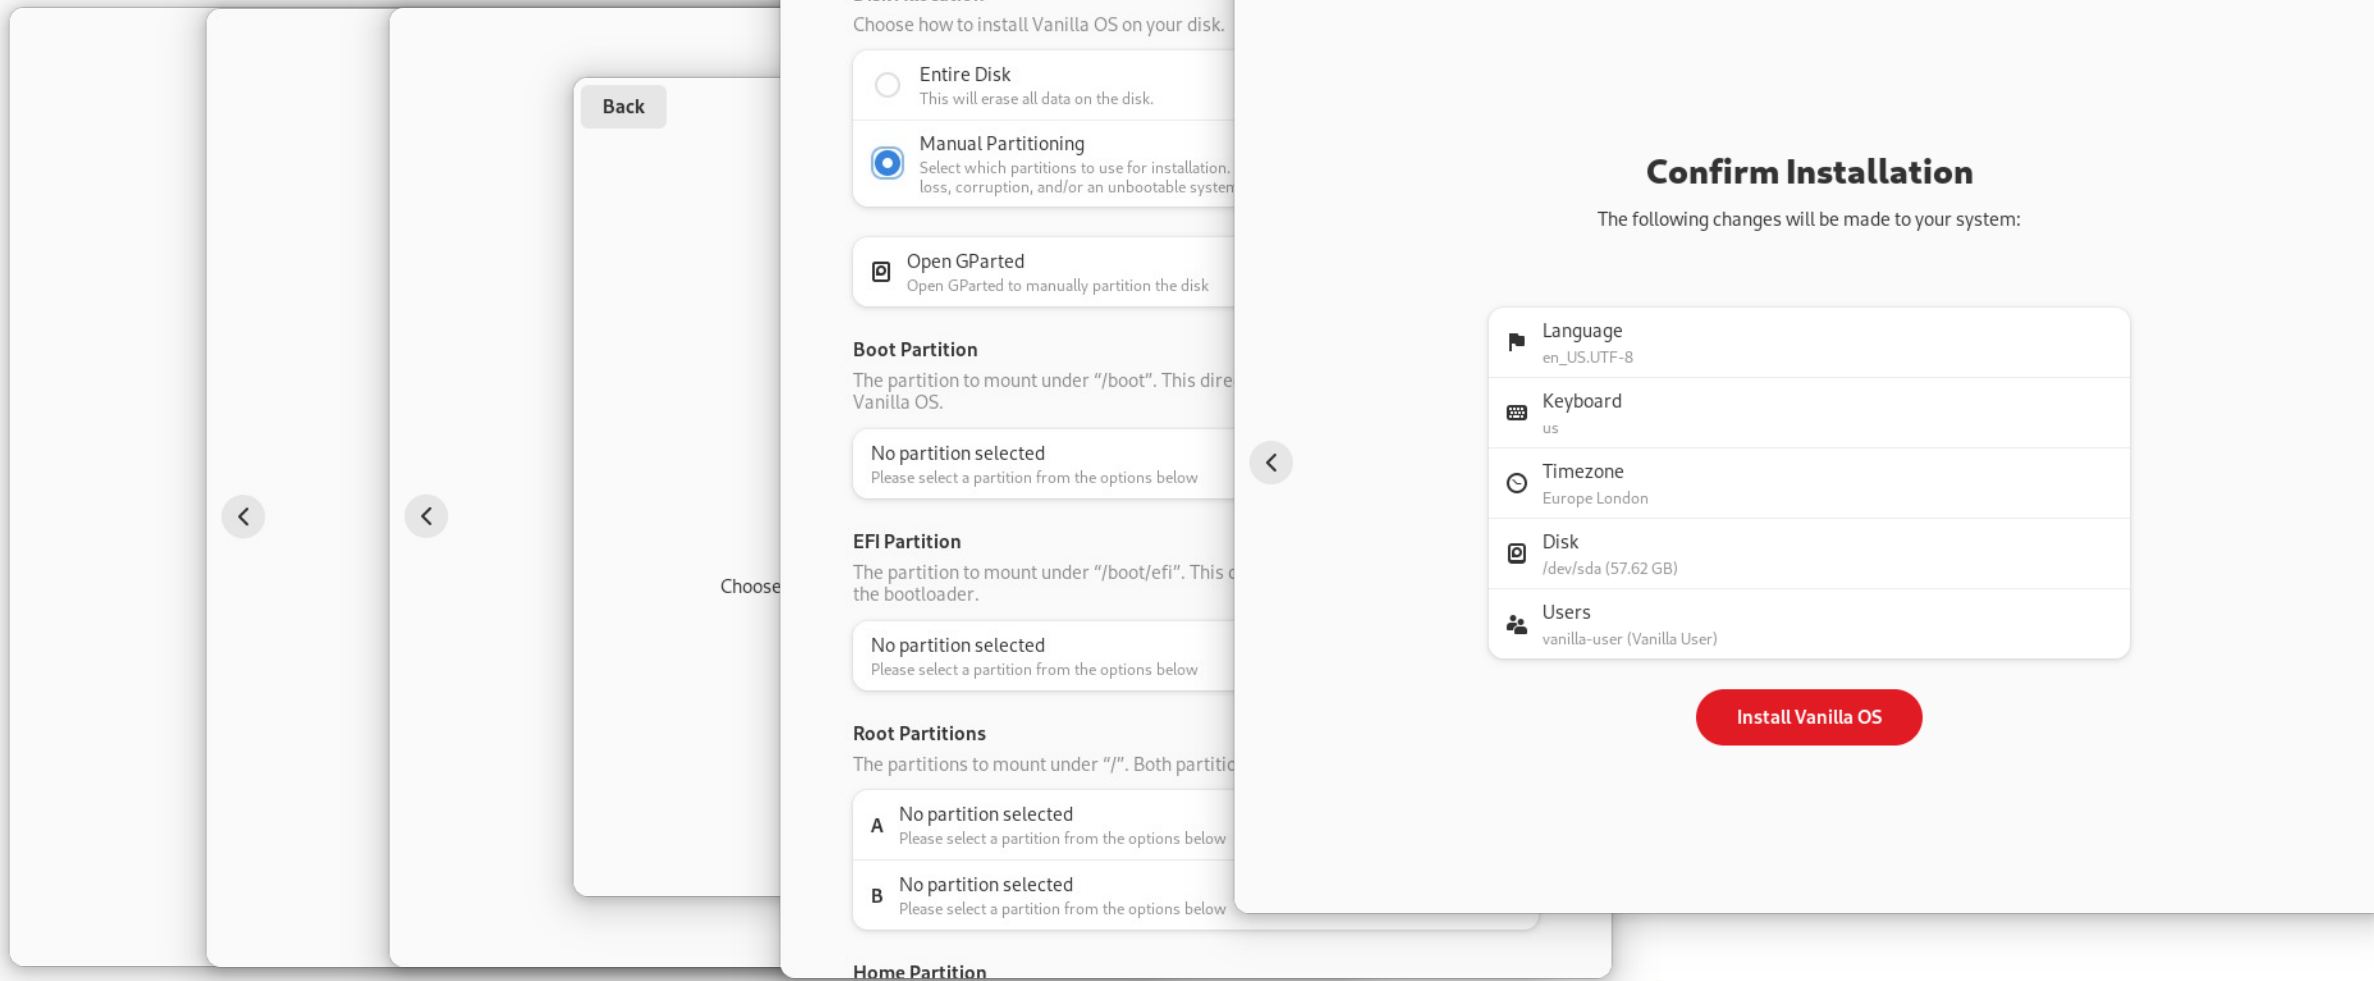 Back
Choose
Choose how to install Vanilla OS on your disk.
Entire Disk
This will erase all data on the disk.
Manual Partitioning
Select which partitions to use for installation.
loss, corruption, and/or an unbootable system
Open GParted
Open GParted to manually partition the disk
Boot Partition
The partition to mount under “/boot”. This dire
Vanilla OS.
No partition selected
Please select a partition from the options below
EFI Partition
The partition to mount under “/boot/efi”. This
the bootloader.
No partition selected
Please select a partition from the options below
Root Partitions
The partitions to mount under “/”. Both partitio
A No partition selected
Please select a partition from the options below
B No partition selected
Please select a partition from the options below
Home Partition
Confirm Installation
The following changes will be made to your system:
Language
en_US.UTF-8
Keyboard
us
Timezone
Europe London
Disk
/dev/sda (57.62 GB)
Users
vanilla-user (Vanilla User)
Install Vanilla OS